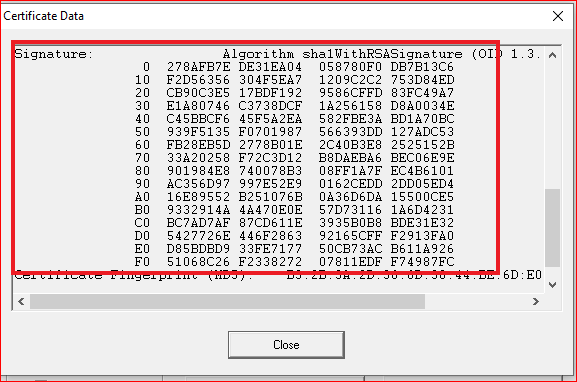 Certificate Data
Signature: Algorithm sha1WithRSASignature (OID 1.3.
0 278AFB7E DE31EA04 058780F0 DB7B13C6
10 F2D56356 304F5EA7 1209C2C2 753D84ED
20 CB90C3E5 17BDF192 9586CFFD 83FC49A7
30 E1A80746 C3738DCF 1A256158 D8A0034E
40 C45BBCF6 45F5A2EA 582FBE3A BD1A70BC
50 939F5135 F0701987 566393DD 127ADC53
60 FB28EB5D 2778B01E 2C40B3E8 2525152B
70 33A20258 F72C3D12 B8DAEBA6 BEC06E9E
80 901984E8 740078B3 08FF1A7F EC4B6101
90 AC356D97 997E52E9 0162CEDD 2DD05ED4
A0 16E89552 B251076B 0A36D6DA 15500CE5
B0 9332914A 4A470E0E 57D73116 1A6D4231
C0 BC7AD7AF 87CD611E 3935B0B8 BDE31E32
D0 5427726E 446F2863 92165CFF F2913FA0
E0 D85BDBD9 33FE7177 50CB73AC B611A926
F0 51068C26 F2338272 07811EDF F74987FC
Certificate Fingerprint (MD5):
Close